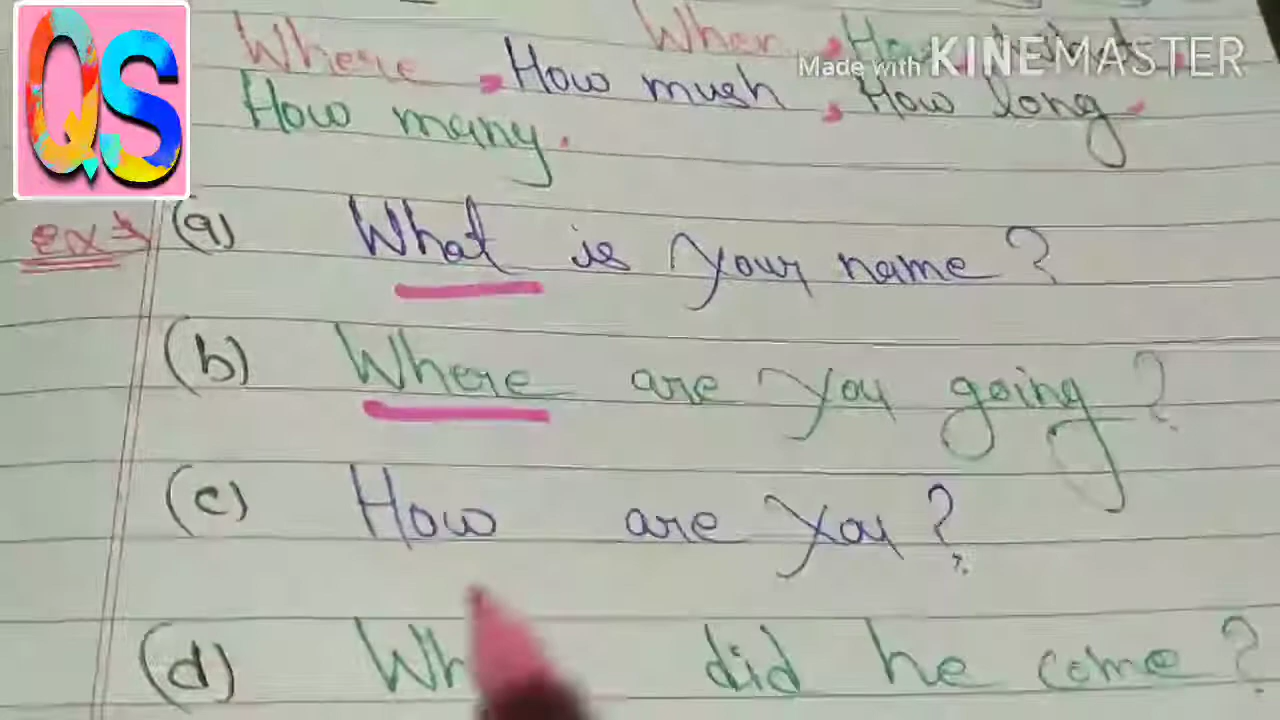 QS
Made with KINEMASTER
Where, How mush, How long,
How many.
ex→ (a) What is your name?
(b) Where are you going?
(c) How are you?
(d) did he come?